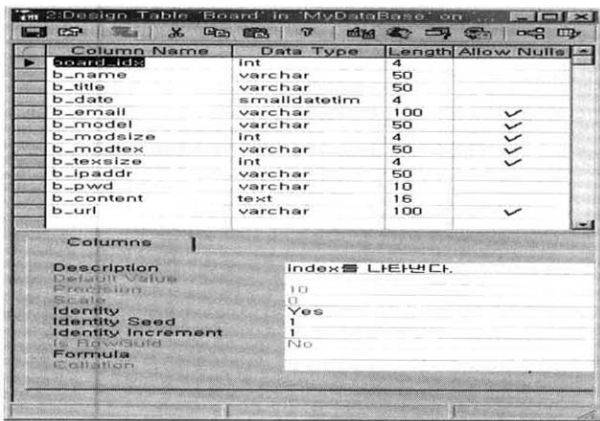 2:Design Table 'Board' in 'MyDataBase' on ...
Column Name Data Type Length Allow Nulls
board_idx int 4
b_name varchar 50
b_title varchar 50
b_date smalldatetim 4
b_email varchar 100
b_model varchar 50
b_modsize int 4
b_modtex varchar 50
b_texsize int 4
b_ipaddr varchar 50
b_pwd varchar 10
b_content text 16
b_url varchar 100
Columns
Description index를 나타낸다.
Default Value
Precision 10
Scale 0
Identity Yes
Identity Seed 1
Identity Increment 1
Is RowGuid No
Formula
Collation